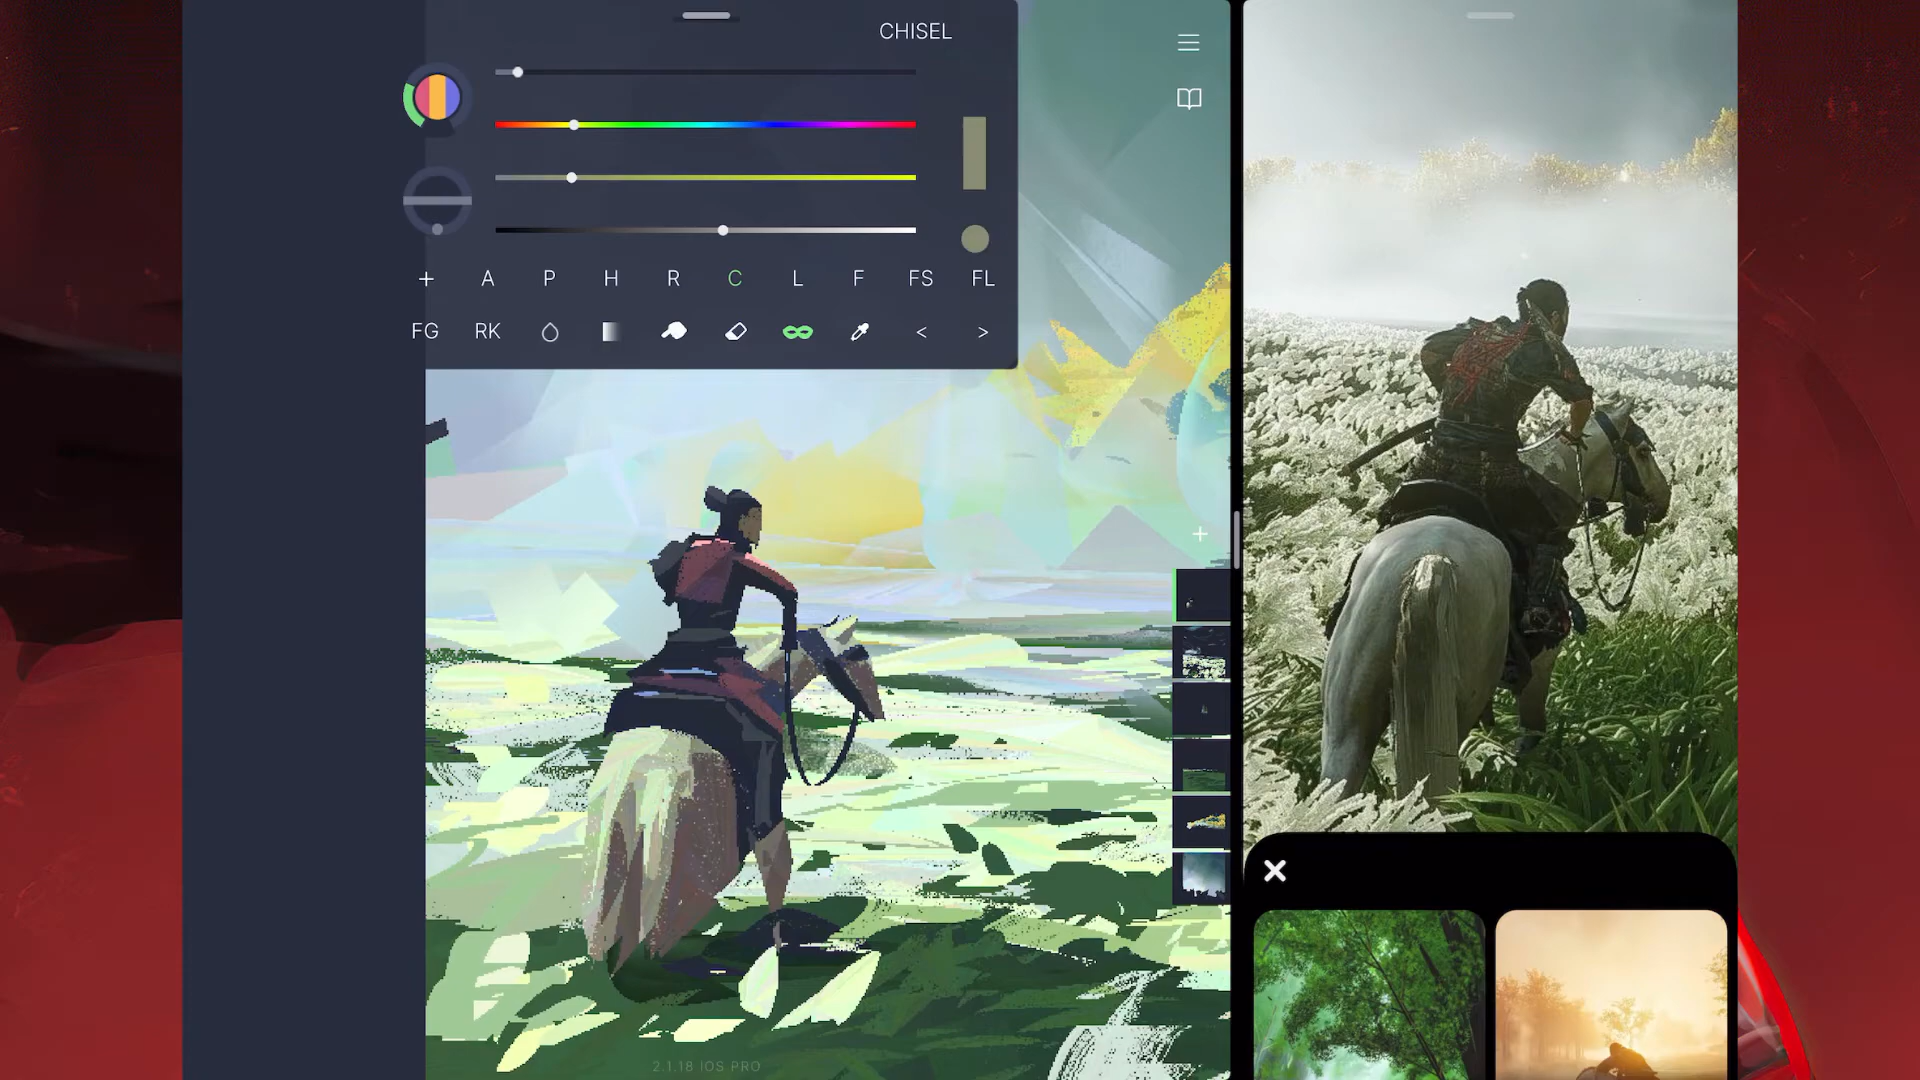 CHISEL
+ A P H R C L F FS FL
FG RK < >
+
2.1.18 IOS PRO